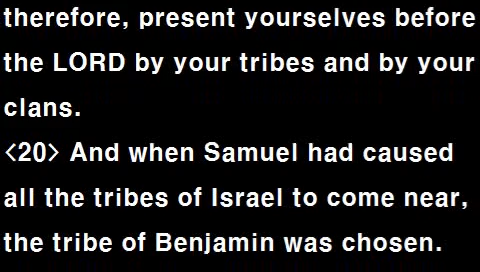 therefore, present yourselves before
the LORD by your tribes and by your
clans.
<20> And when Samuel had caused
all the tribes of Israel to come near,
the tribe of Benjamin was chosen.